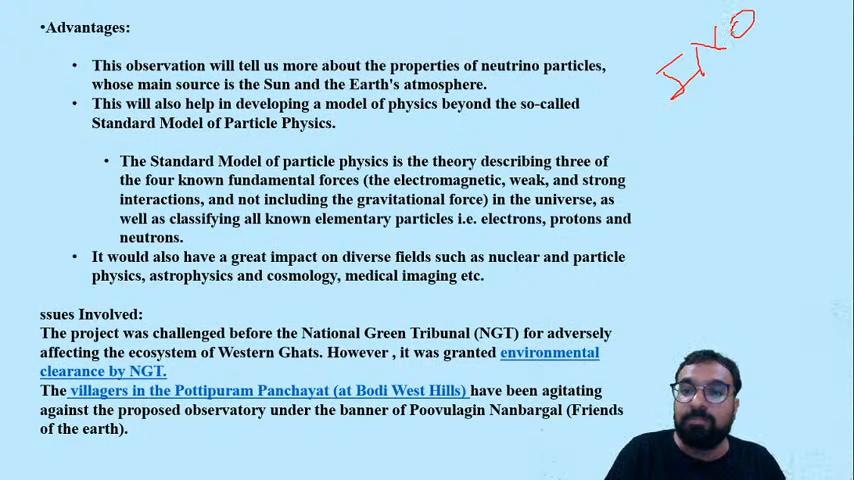 •Advantages:
INO
• This observation will tell us more about the properties of neutrino particles,
whose main source is the Sun and the Earth's atmosphere.
• This will also help in developing a model of physics beyond the so-called
Standard Model of Particle Physics.
• The Standard Model of particle physics is the theory describing three of
the four known fundamental forces (the electromagnetic, weak, and strong
interactions, and not including the gravitational force) in the universe, as
well as classifying all known elementary particles i.e. electrons, protons and
neutrons.
• It would also have a great impact on diverse fields such as nuclear and particle
physics, astrophysics and cosmology, medical imaging etc.
ssues Involved:
The project was challenged before the National Green Tribunal (NGT) for adversely
affecting the ecosystem of Western Ghats. However , it was granted environmental
clearance by NGT.
The villagers in the Pottipuram Panchayat (at Bodi West Hills) have been agitating
against the proposed observatory under the banner of Poovulagin Nanbargal (Friends
of the earth).